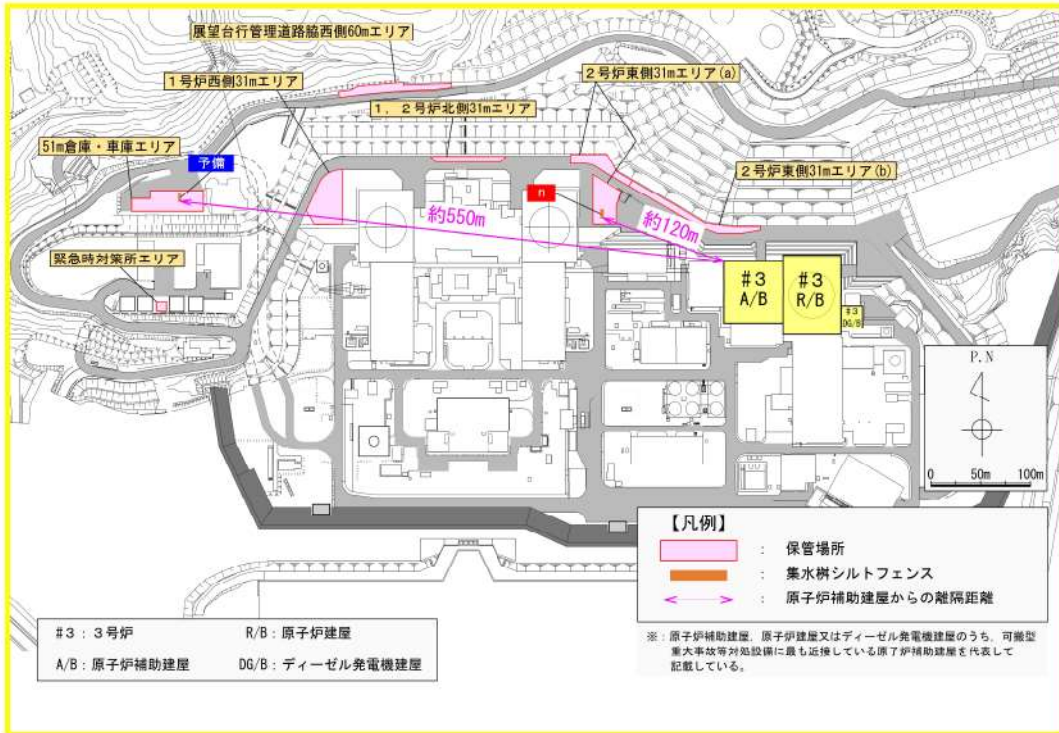 展望台行管理道路脇西側60mエリア
1号炉西側31mエリア
2号炉東側31mエリア(a)
1，2号炉北側31mエリア
51m倉庫・車庫エリア
予備
2号炉東側31mエリア(b)
n
約550m
約120m
緊急時対策所エリア
#3
A/B
#3
R/B
#3
DG/B
P.N
0 50m 100m
【凡例】
： 保管場所
： 集水桝シルトフェンス
： 原子炉補助建屋からの離隔距離
#3：3号炉 R/B：原子炉建屋
A/B：原子炉補助建屋 DG/B：ディーゼル発電機建屋
※：原子炉補助建屋，原子炉建屋又はディーゼル発電機建屋のうち，可搬型
重大事故等対処設備に最も近接している原子炉補助建屋を代表して
記載している。